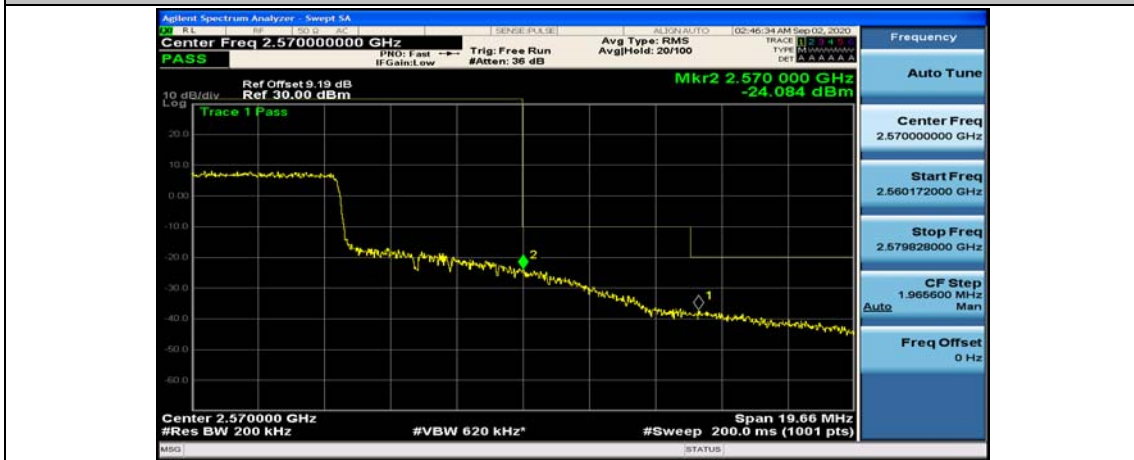 Agilent Spectrum Analyzer - Swept SA
RL RF 50 Ω AC SENSE:PULSE ALIGN AUTO 02:46:34 AM Sep 02, 2020
Center Freq 2.570000000 GHz
PASS
PNO: Fast
IFGain:Low
Trig: Free Run
#Atten: 36 dB
Avg Type: RMS
Avg|Hold: 20/100
TRACE 1 2 3 4 5 6
TYPE M
DET A A A A A A
Mkr2 2.570 000 GHz
-24.084 dBm
Ref Offset 9.19 dB
10 dB/div Ref 30.00 dBm
Log
Trace 1 Pass
20.0
10.0
0.00
-10.0
-20.0
-30.0
-40.0
-50.0
-60.0
2
1
Center 2.570000 GHz Span 19.66 MHz
#Res BW 200 kHz #VBW 620 kHz* #Sweep 200.0 ms (1001 pts)
MSG STATUS
Frequency
Auto Tune
Center Freq
2.570000000 GHz
Start Freq
2.560172000 GHz
Stop Freq
2.579828000 GHz
CF Step
1.965600 MHz
Auto Man
Freq Offset
0 Hz